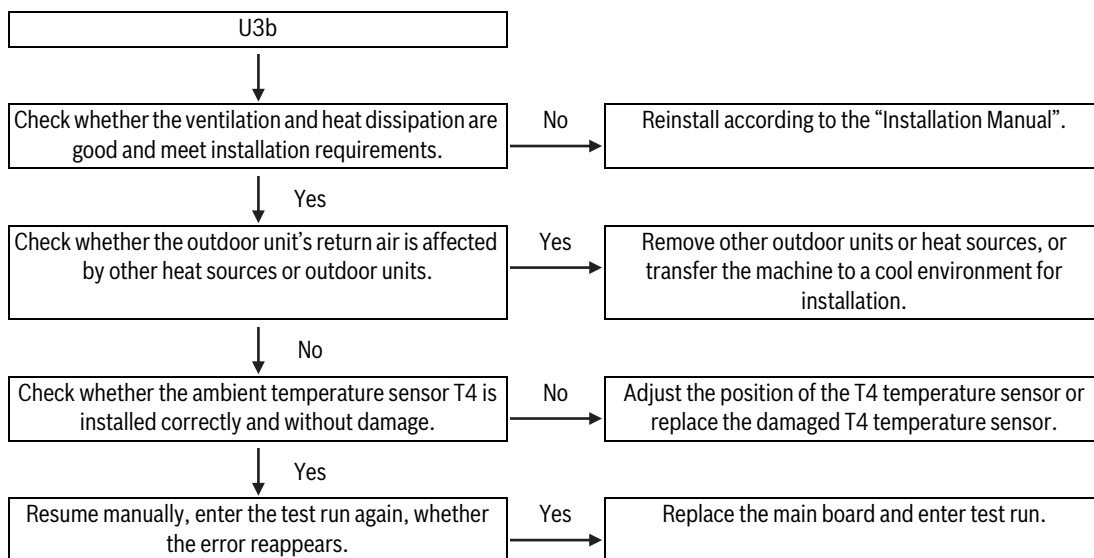 U3b
Check whether the ventilation and heat dissipation are
good and meet installation requirements.
No
Reinstall according to the “Installation Manual”.
Yes
Check whether the outdoor unit’s return air is affected
by other heat sources or outdoor units.
Yes
Remove other outdoor units or heat sources, or
transfer the machine to a cool environment for
installation.
No
Check whether the ambient temperature sensor T4 is
installed correctly and without damage.
No
Adjust the position of the T4 temperature sensor or
replace the damaged T4 temperature sensor.
Yes
Resume manually, enter the test run again, whether
the error reappears.
Yes
Replace the main board and enter test run.